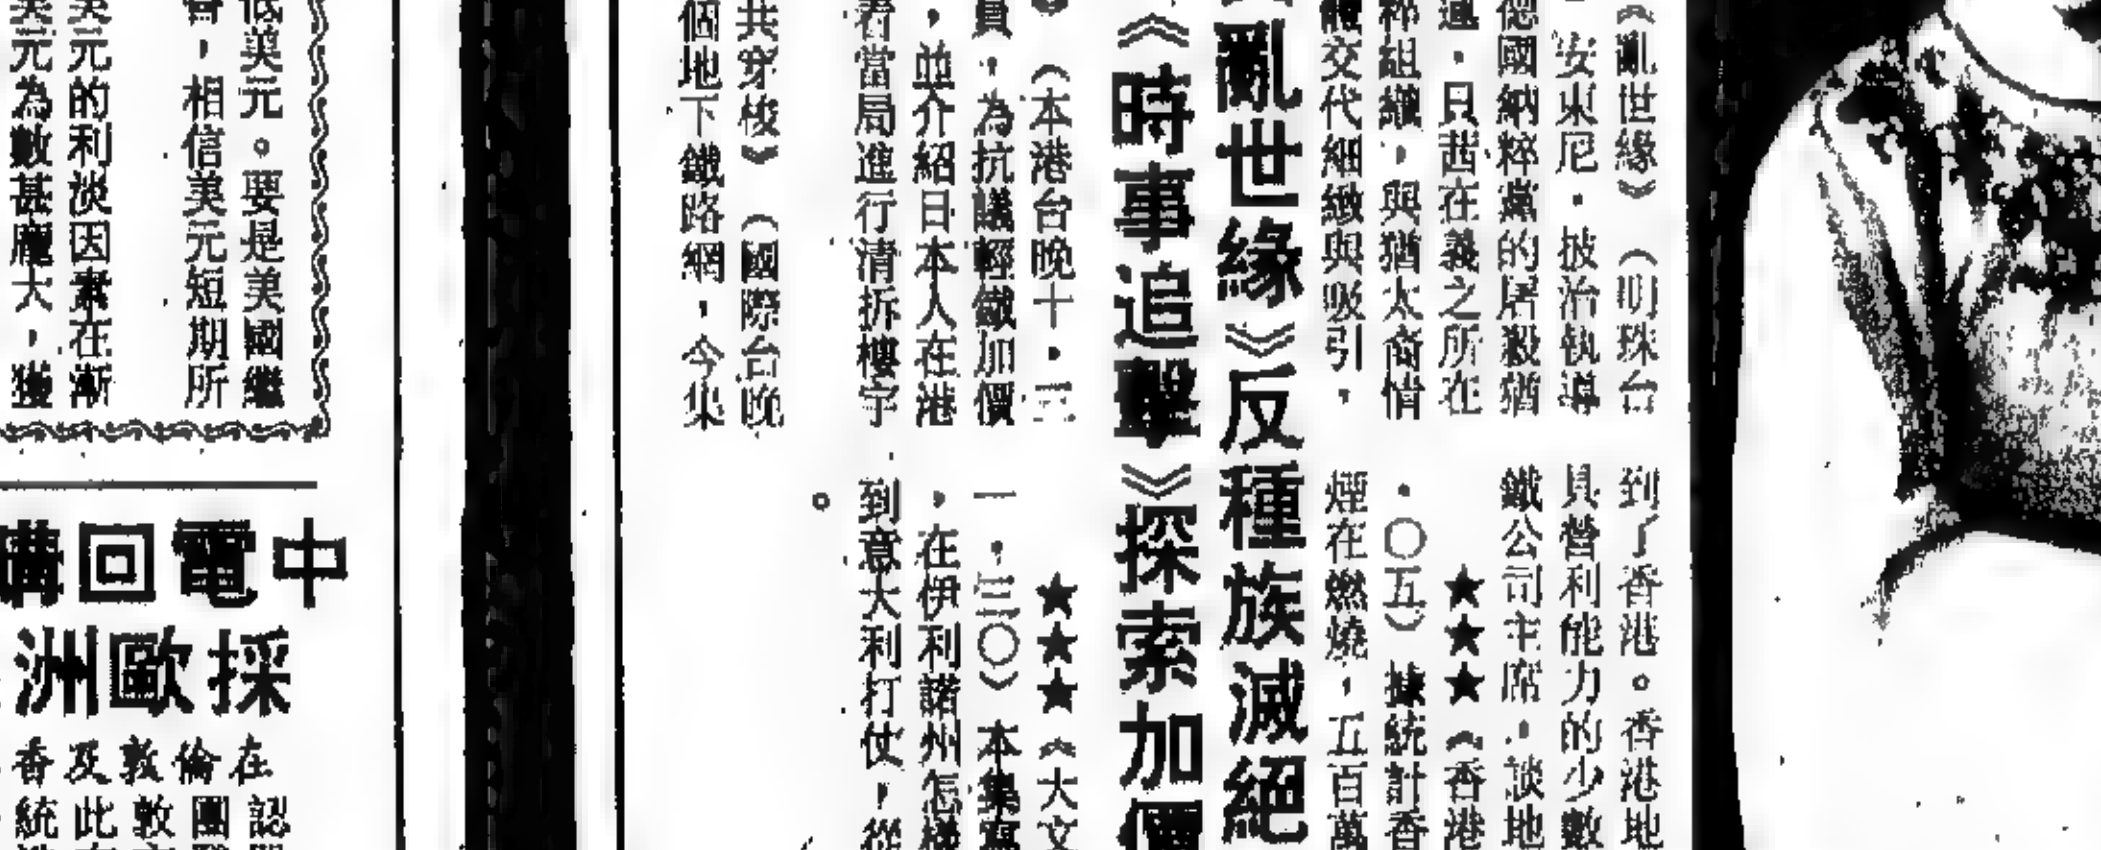 《亂世緣》（明珠台
．安東尼．披治執導
德國納粹黨的屠殺猶
．只茜在義之所在
粹組織，與猶太商情
交代細緻與吸引，
到了香港。香港地
具營利能力的少數
鐵公司主席．談地
★★★《香港
．〇五）據統計香
煙在燃燒，五百萬
亂世緣》反種族滅絕
《時事追擊》探索加價
（本港台晚十．三
員，為抗議輕鐵加價
，並介紹日本人在港
看當局進行清拆樓宇
★★★《大文
一．三〇）本集寫
，在伊利諾州怎樣
到意大利打仗，從
。
共穿梭》（國際台晚
個地下鐵路網，今集
低美元。要是美國繼
，相信美元短期所
美元的利淡因素在漸
美元為數甚龐大，獲
中電回購
採歐洲
在倫敦及香
認團敦此統